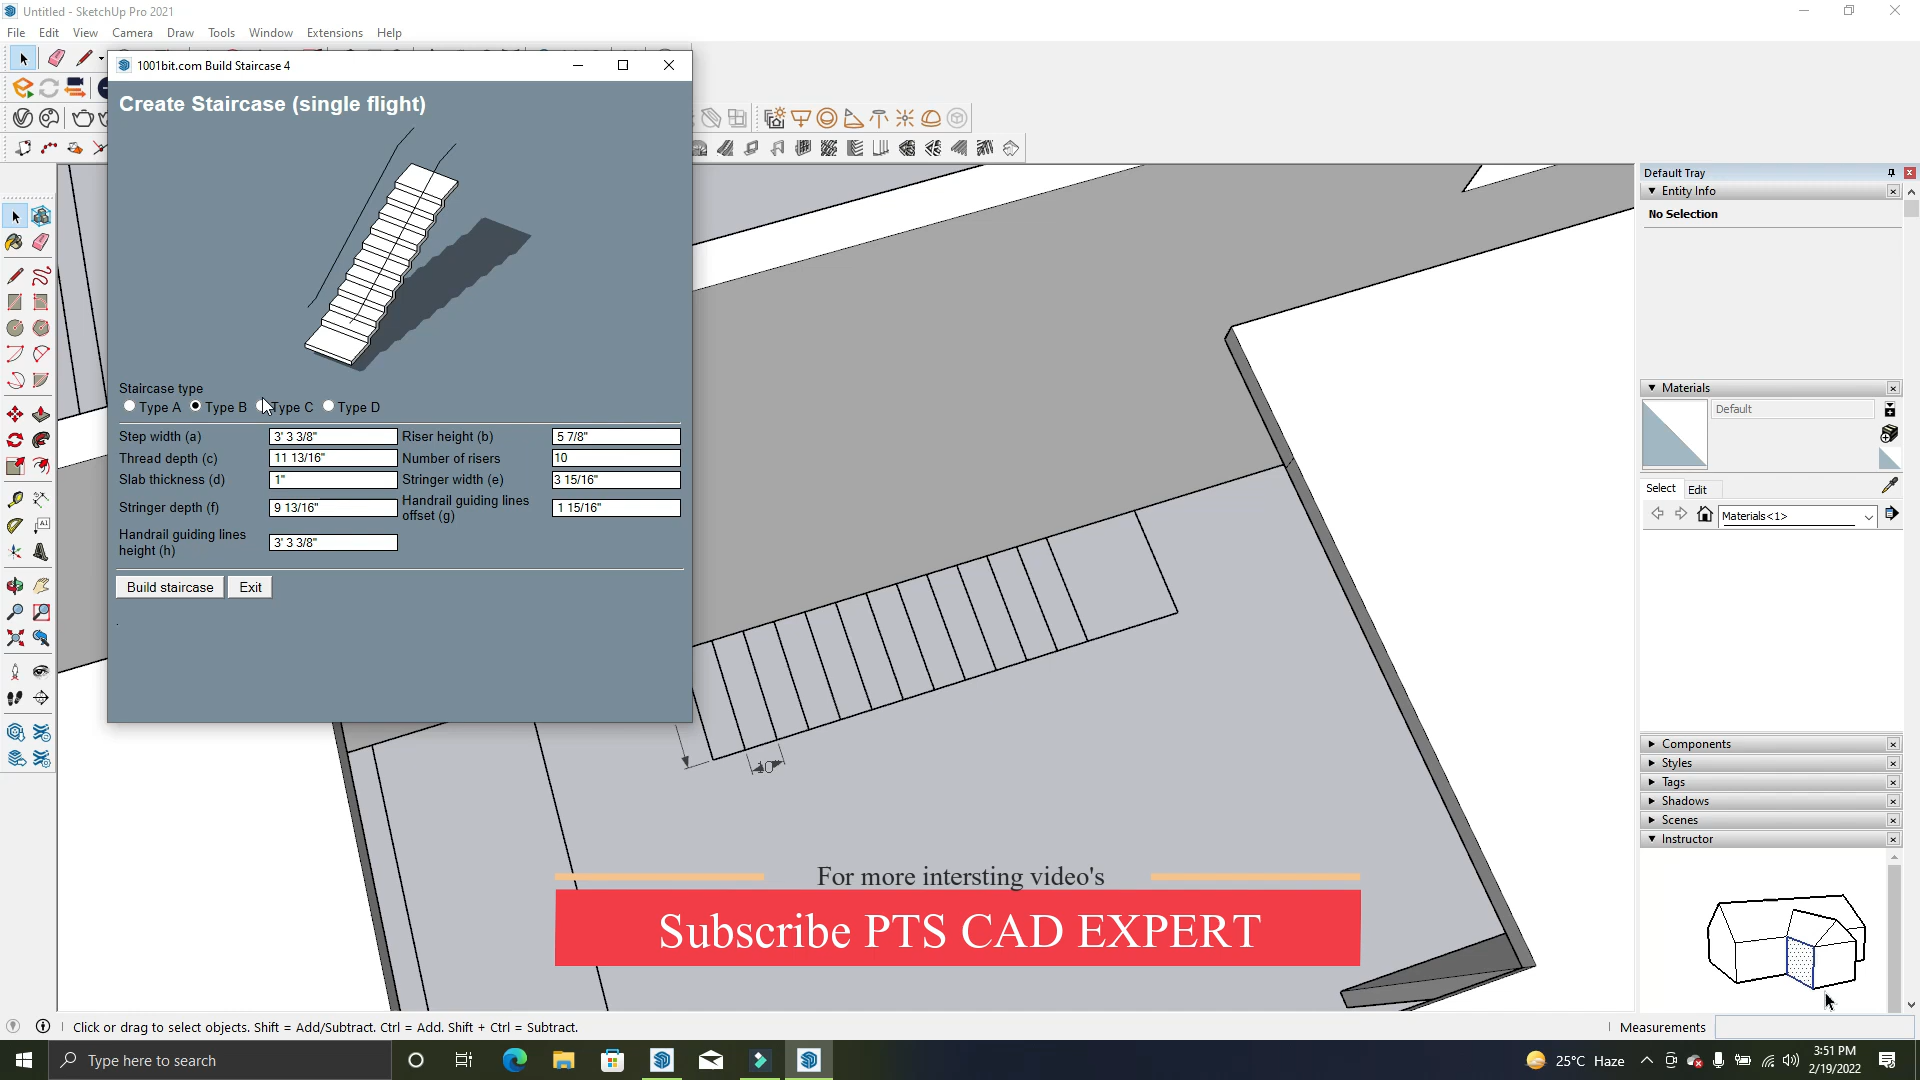 Untitled - SketchUp Pro 2021
File Edit View Camera Draw Tools Window Extensions Help
1001bit.com Build Staircase 4
Create Staircase (single flight)
Staircase type
Type A Type B Type C Type D
Step width (a) 3' 3 3/8" Riser height (b) 5 7/8"
Thread depth (c) 11 13/16" Number of risers 10
Slab thickness (d) 1" Stringer width (e) 3 15/16"
Stringer depth (f) 9 13/16" Handrail guiding lines offset (g) 1 15/16"
Handrail guiding lines height (h) 3' 3 3/8"
Build staircase Exit
.
10
Default Tray
Entity Info
No Selection
Materials
Default
Select Edit
Materials<1>
Components
Styles
Tags
Shadows
Scenes
Instructor
For more intersting video's
Subscribe PTS CAD EXPERT
Click or drag to select objects. Shift = Add/Subtract. Ctrl = Add. Shift + Ctrl = Subtract.
Measurements
Type here to search
25°C Haze
3:51 PM
2/19/2022